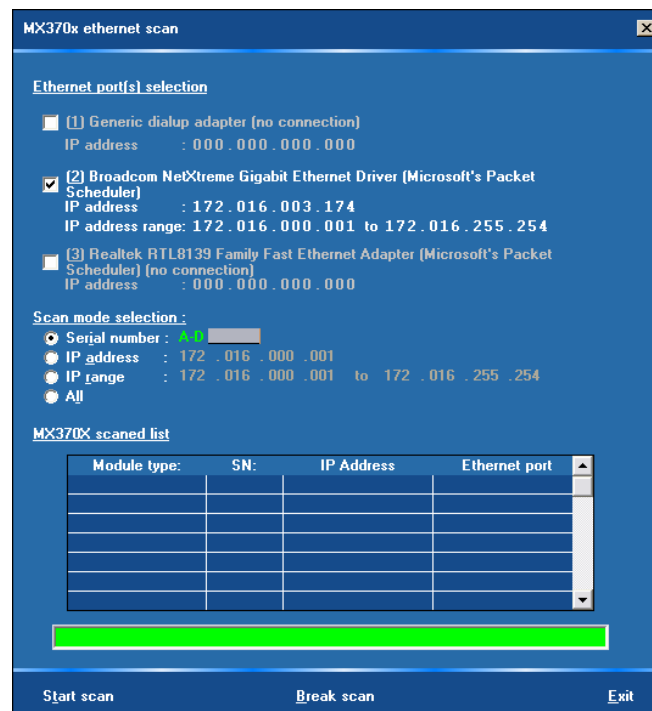 MX370x ethernet scan
Ethernet port(s) selection
(1) Generic dialup adapter (no connection)
IP address : 000.000.000.000
(2) Broadcom NetXtreme Gigabit Ethernet Driver (Microsoft's Packet
Scheduler)
IP address : 172.016.003.174
IP address range: 172.016.000.001 to 172.016.255.254
(3) Realtek RTL8139 Family Fast Ethernet Adapter (Microsoft's Packet
Scheduler) (no connection)
IP address : 000.000.000.000
Scan mode selection :
Serial number : A-D
IP address : 172 .016 .000 .001
IP range : 172 .016 .000 .001 to 172 .016 .255 .254
All
MX370X scaned list
Module type: SN: IP Address Ethernet port
Start scan Break scan Exit